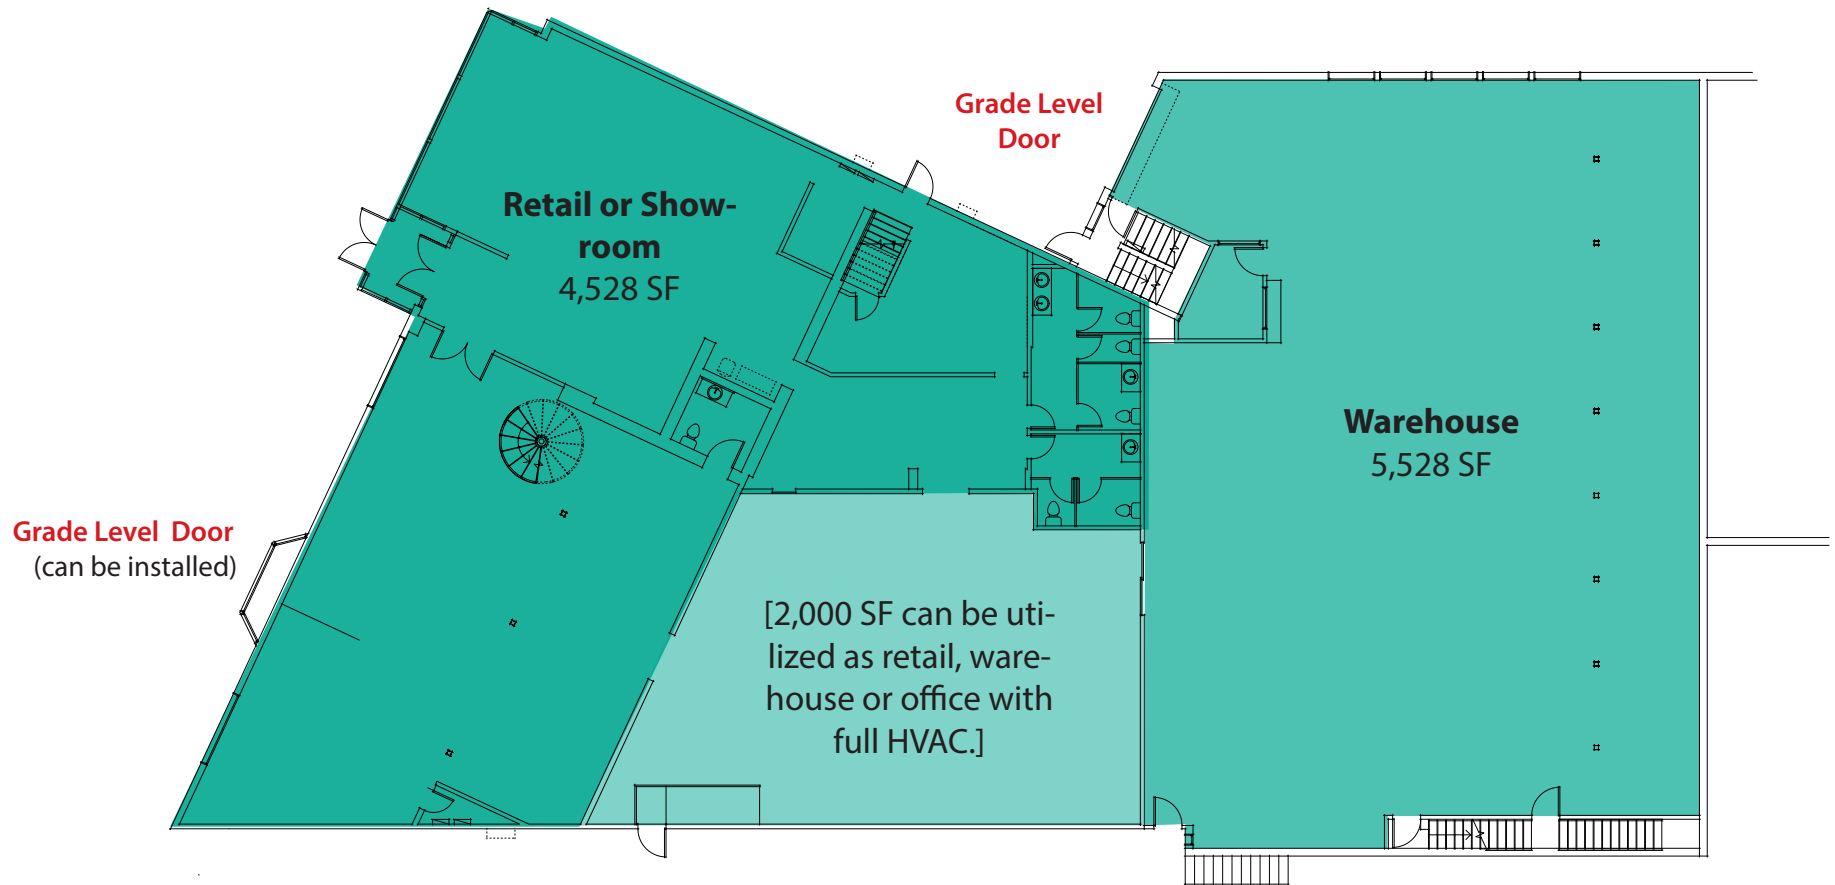 Grade Level
Door
Retail or Show-
room
4,528 SF
Warehouse
5,528 SF
Grade Level  Door
(can be installed)
[2,000 SF can be uti-
lized as retail, ware-
house or office with
full HVAC.]